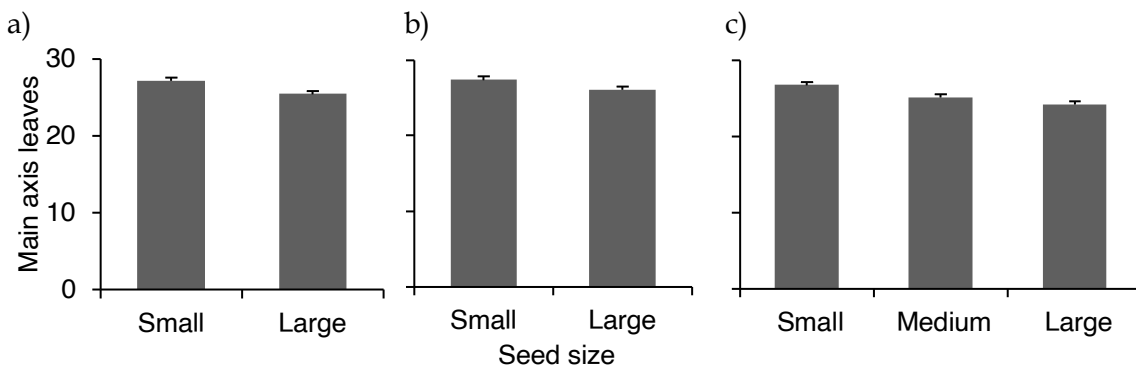 a)
b)
c)
Main axis leaves
30
20
10
0
Small Large
Small Large
Small Medium Large
Seed size